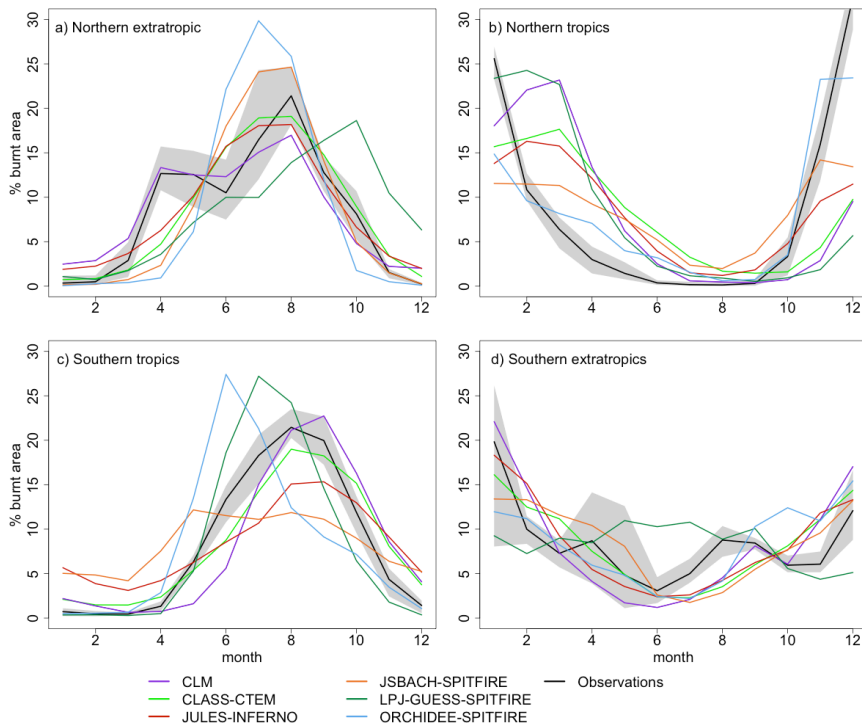 a) Northern extratropic
b) Northern tropics
% burnt area
0 5 10 15 20 25 30
2 4 6 8 10 12
0 5 10 15 20 25 30
2 4 6 8 10 12
c) Southern tropics
d) Southern extratropics
% burnt area
0 5 10 15 20 25 30
2 4 6 8 10 12
month
0 5 10 15 20 25 30
2 4 6 8 10 12
month
CLM
JSBACH-SPITFIRE
Observations
CLASS-CTEM
LPJ-GUESS-SPITFIRE
JULES-INFERNO
ORCHIDEE-SPITFIRE